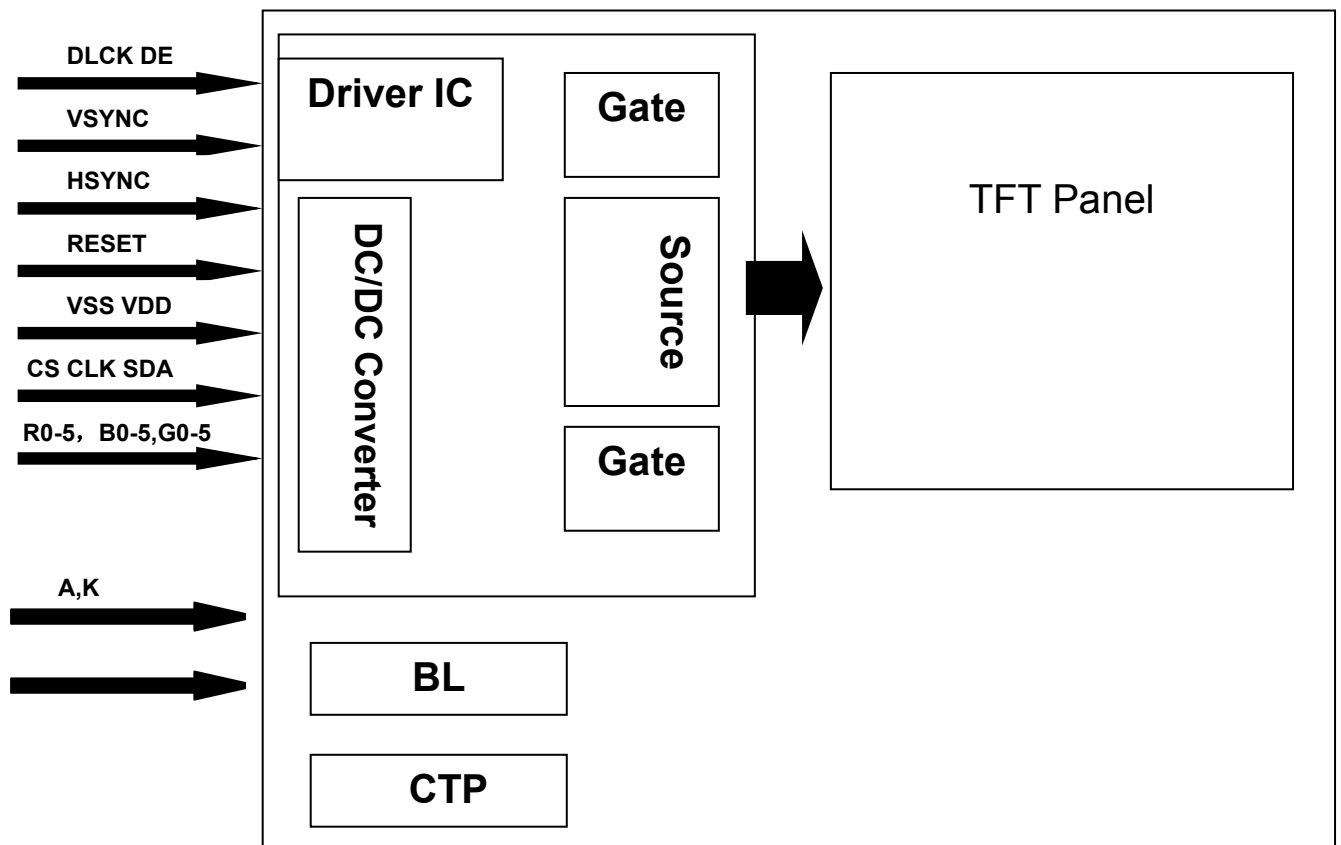 DLCK DE
VSYNC
HSYNC
RESET
VSS VDD
CS CLK SDA
R0-5，B0-5,G0-5
A,K
Driver IC
DC/DC Converter
Gate
Source
Gate
TFT Panel
BL
CTP